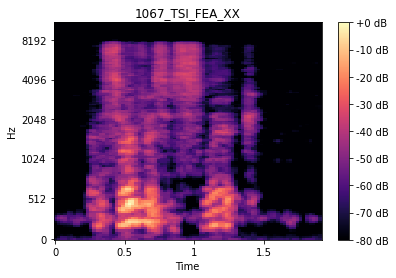 1067_TSI_FEA_XX
+0 dB
8192
-10 dB
4096
-20 dB
-30 dB
2048
Hz
-40 dB
1024
-50 dB
512
-60 dB
-70 dB
0
-80 dB
0
0.5
1
1.5
Time